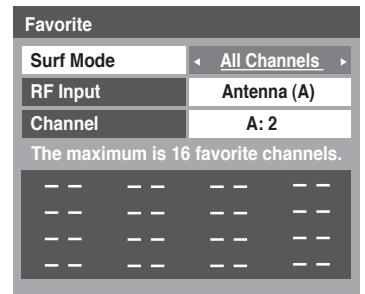 Favorite
Surf Mode ◂ All Channels ▸
RF Input Antenna (A)
Channel A: 2
The maximum is 16 favorite channels.
– – – – – – – –
– – – – – – – –
– – – – – – – –
– – – – – – – –